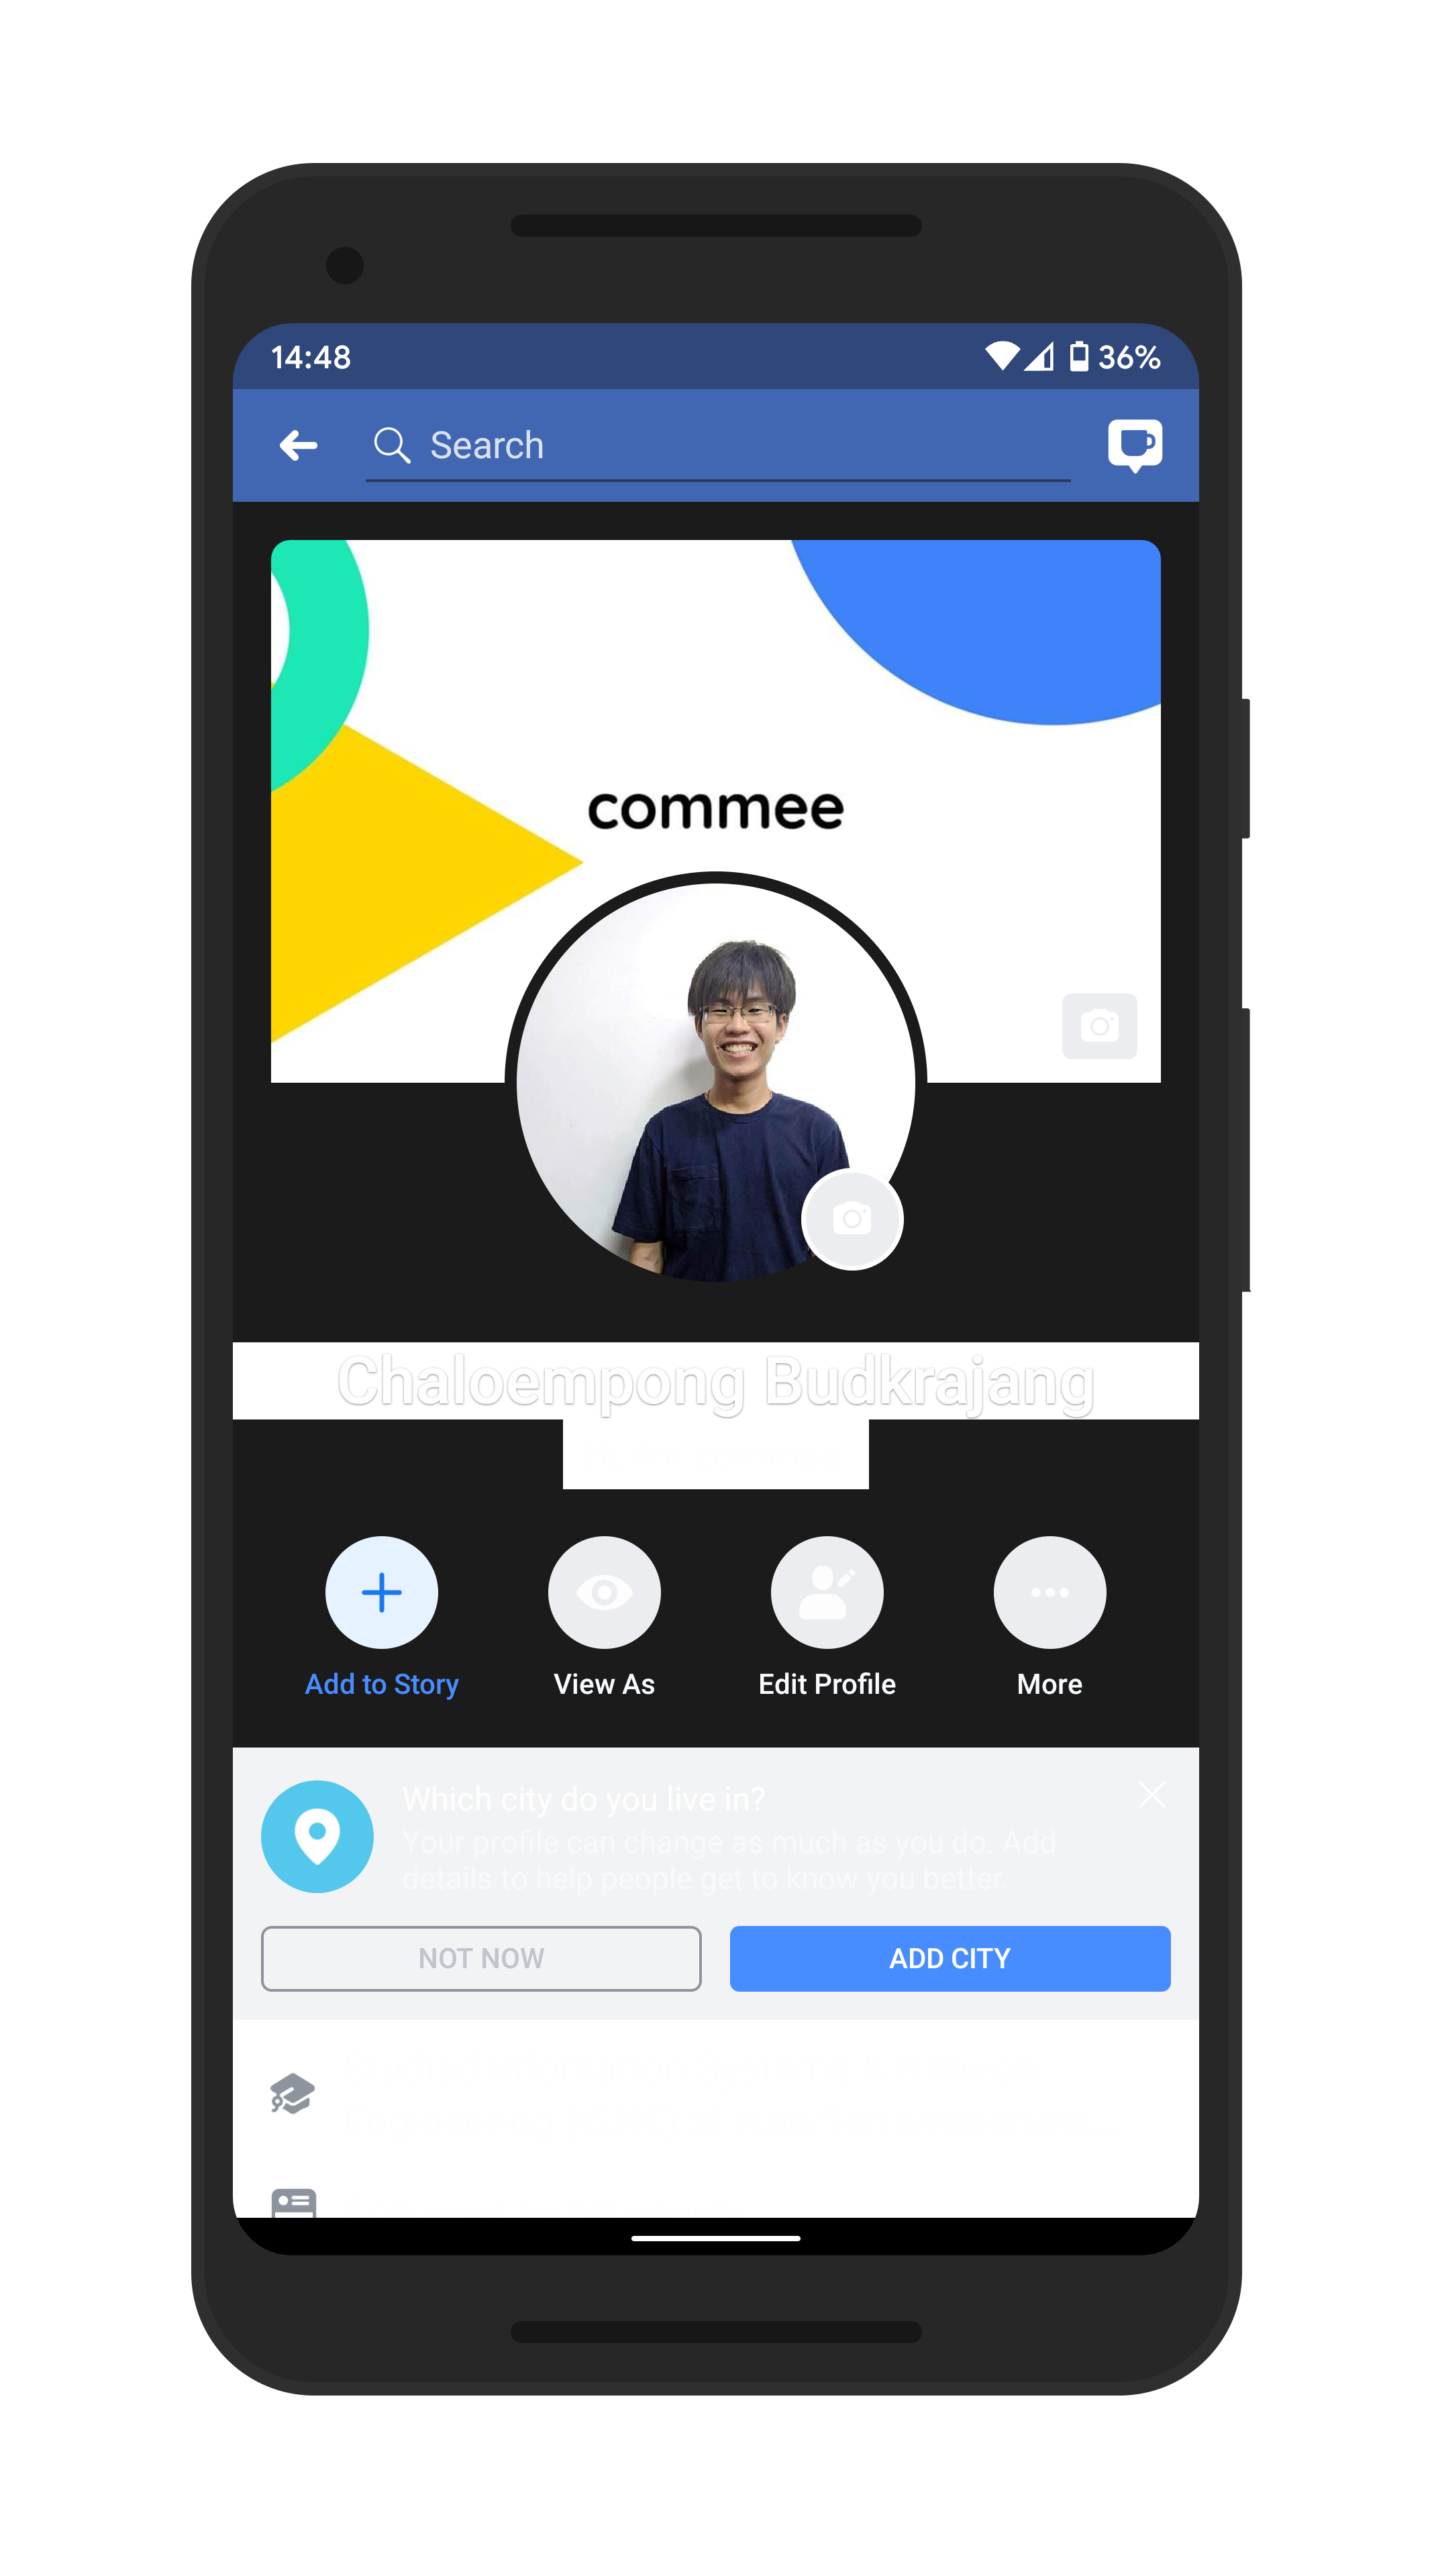 14:48
36%
Search
commee
Chaloempong Budkrajang
Add to Story
View As
Edit Profile
More
Which city do you live in?
Your profile can change as much as you do. Add
details to help people get to know you better.
NOT NOW
ADD CITY